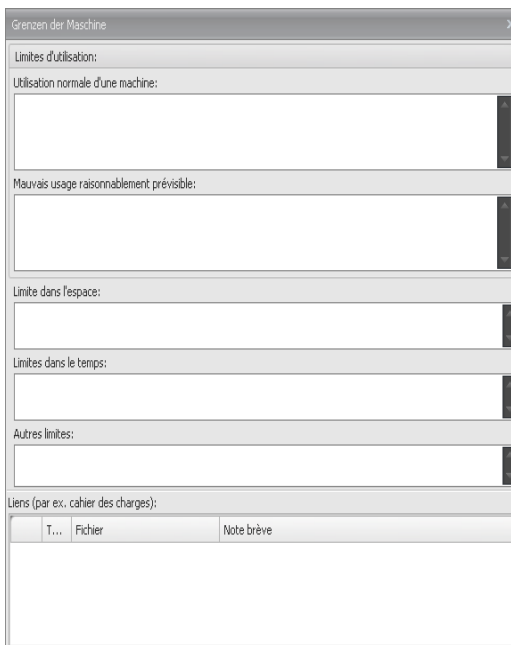 Grenzen der Maschine
Limites d'utilisation:
Utilisation normale d'une machine:
Mauvais usage raisonnablement prévisible:
Limite dans l'espace:
Limites dans le temps:
Autres limites:
Liens (par ex. cahier des charges):
T... Fichier Note brève